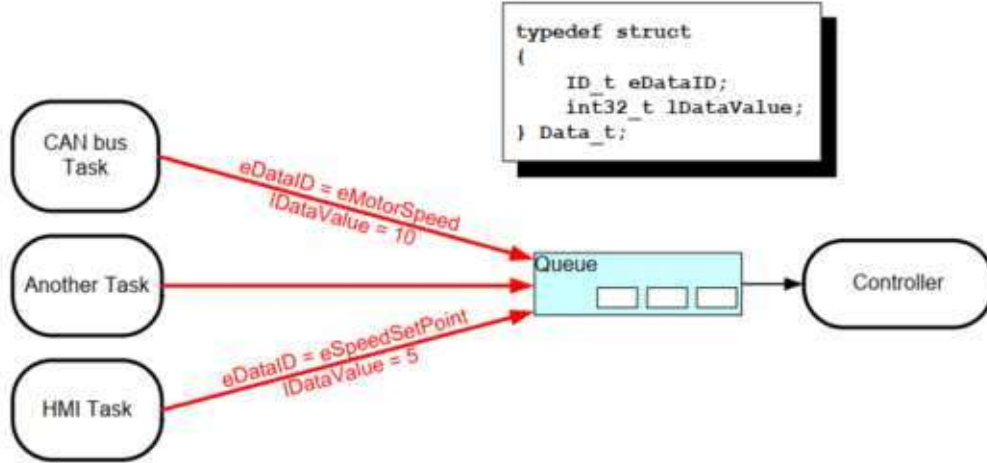 typedef struct
{
ID_t eDataID;
int32_t lDataValue;
} Data_t;
CAN bus
Task
eDataID = eMotorSpeed
lDataValue = 10
Queue
Another Task
Controller
eDataID = eSpeedSetPoint
lDataValue = 5
HMI Task